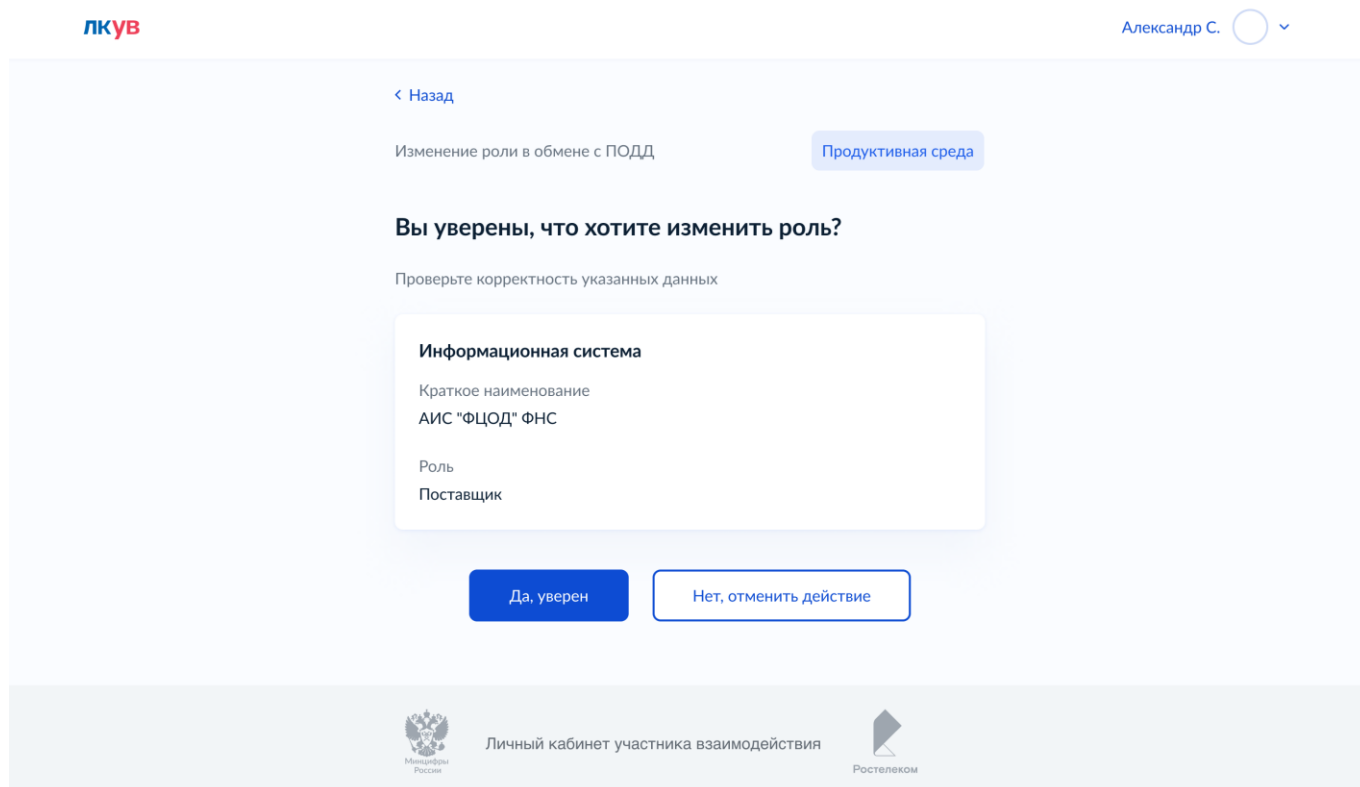 ЛКУВ
Александр С.
Назад
Изменение роли в обмене с ПОДД
Продуктивная среда
Вы уверены, что хотите изменить роль?
Проверьте корректность указанных данных
Информационная система
Краткое наименование
АИС "ФЦОД" ФНС
Роль
Поставщик
Да, уверен
Нет, отменить действие
Минцифры
России
Личный кабинет участника взаимодействия
Ростелеком